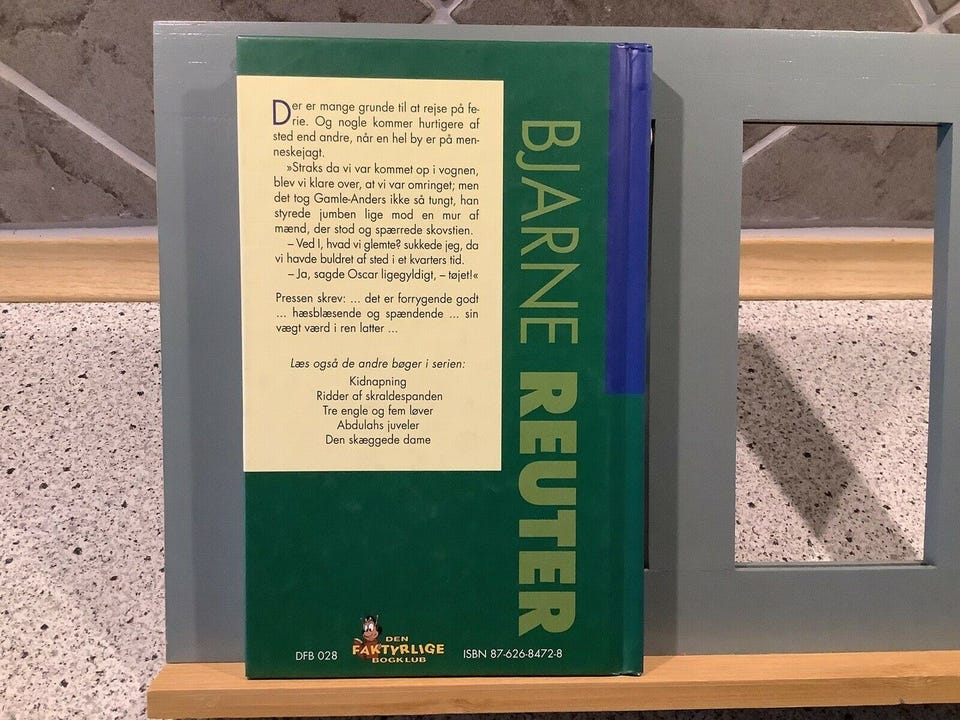 Der er mange grunde til at rejse på fe-
rie. Og nogle kommer hurtigere af
sted end andre, når en hel by er på men-
neskejagt.
»Straks da vi var kommet op i vognen,
blev vi klare over, at vi var omringet; men
det tog Gamle-Anders ikke så tungt, han
styrede jumben lige mod en mur af
mænd, der stod og spærrede skovstien.
– Ved I, hvad vi glemte? sukkede jeg, da
vi havde buldret af sted i et kvarters tid.
– Ja, sagde Oscar ligegyldigt, – tøjet!«
Pressen skrev: ... det er forrygende godt
... hæsblæsende og spændende ... sin
vægt værd i ren latter ...
Læs også de andre bøger i serien:
Kidnapning
Ridder af skraldespanden
Tre engle og fem løver
Abdulahs juveler
Den skæggede dame
BJARNE REUTER
DFB 028
DEN
FAKTYRLIGE
BOGKLUB
ISBN 87-626-8472-8